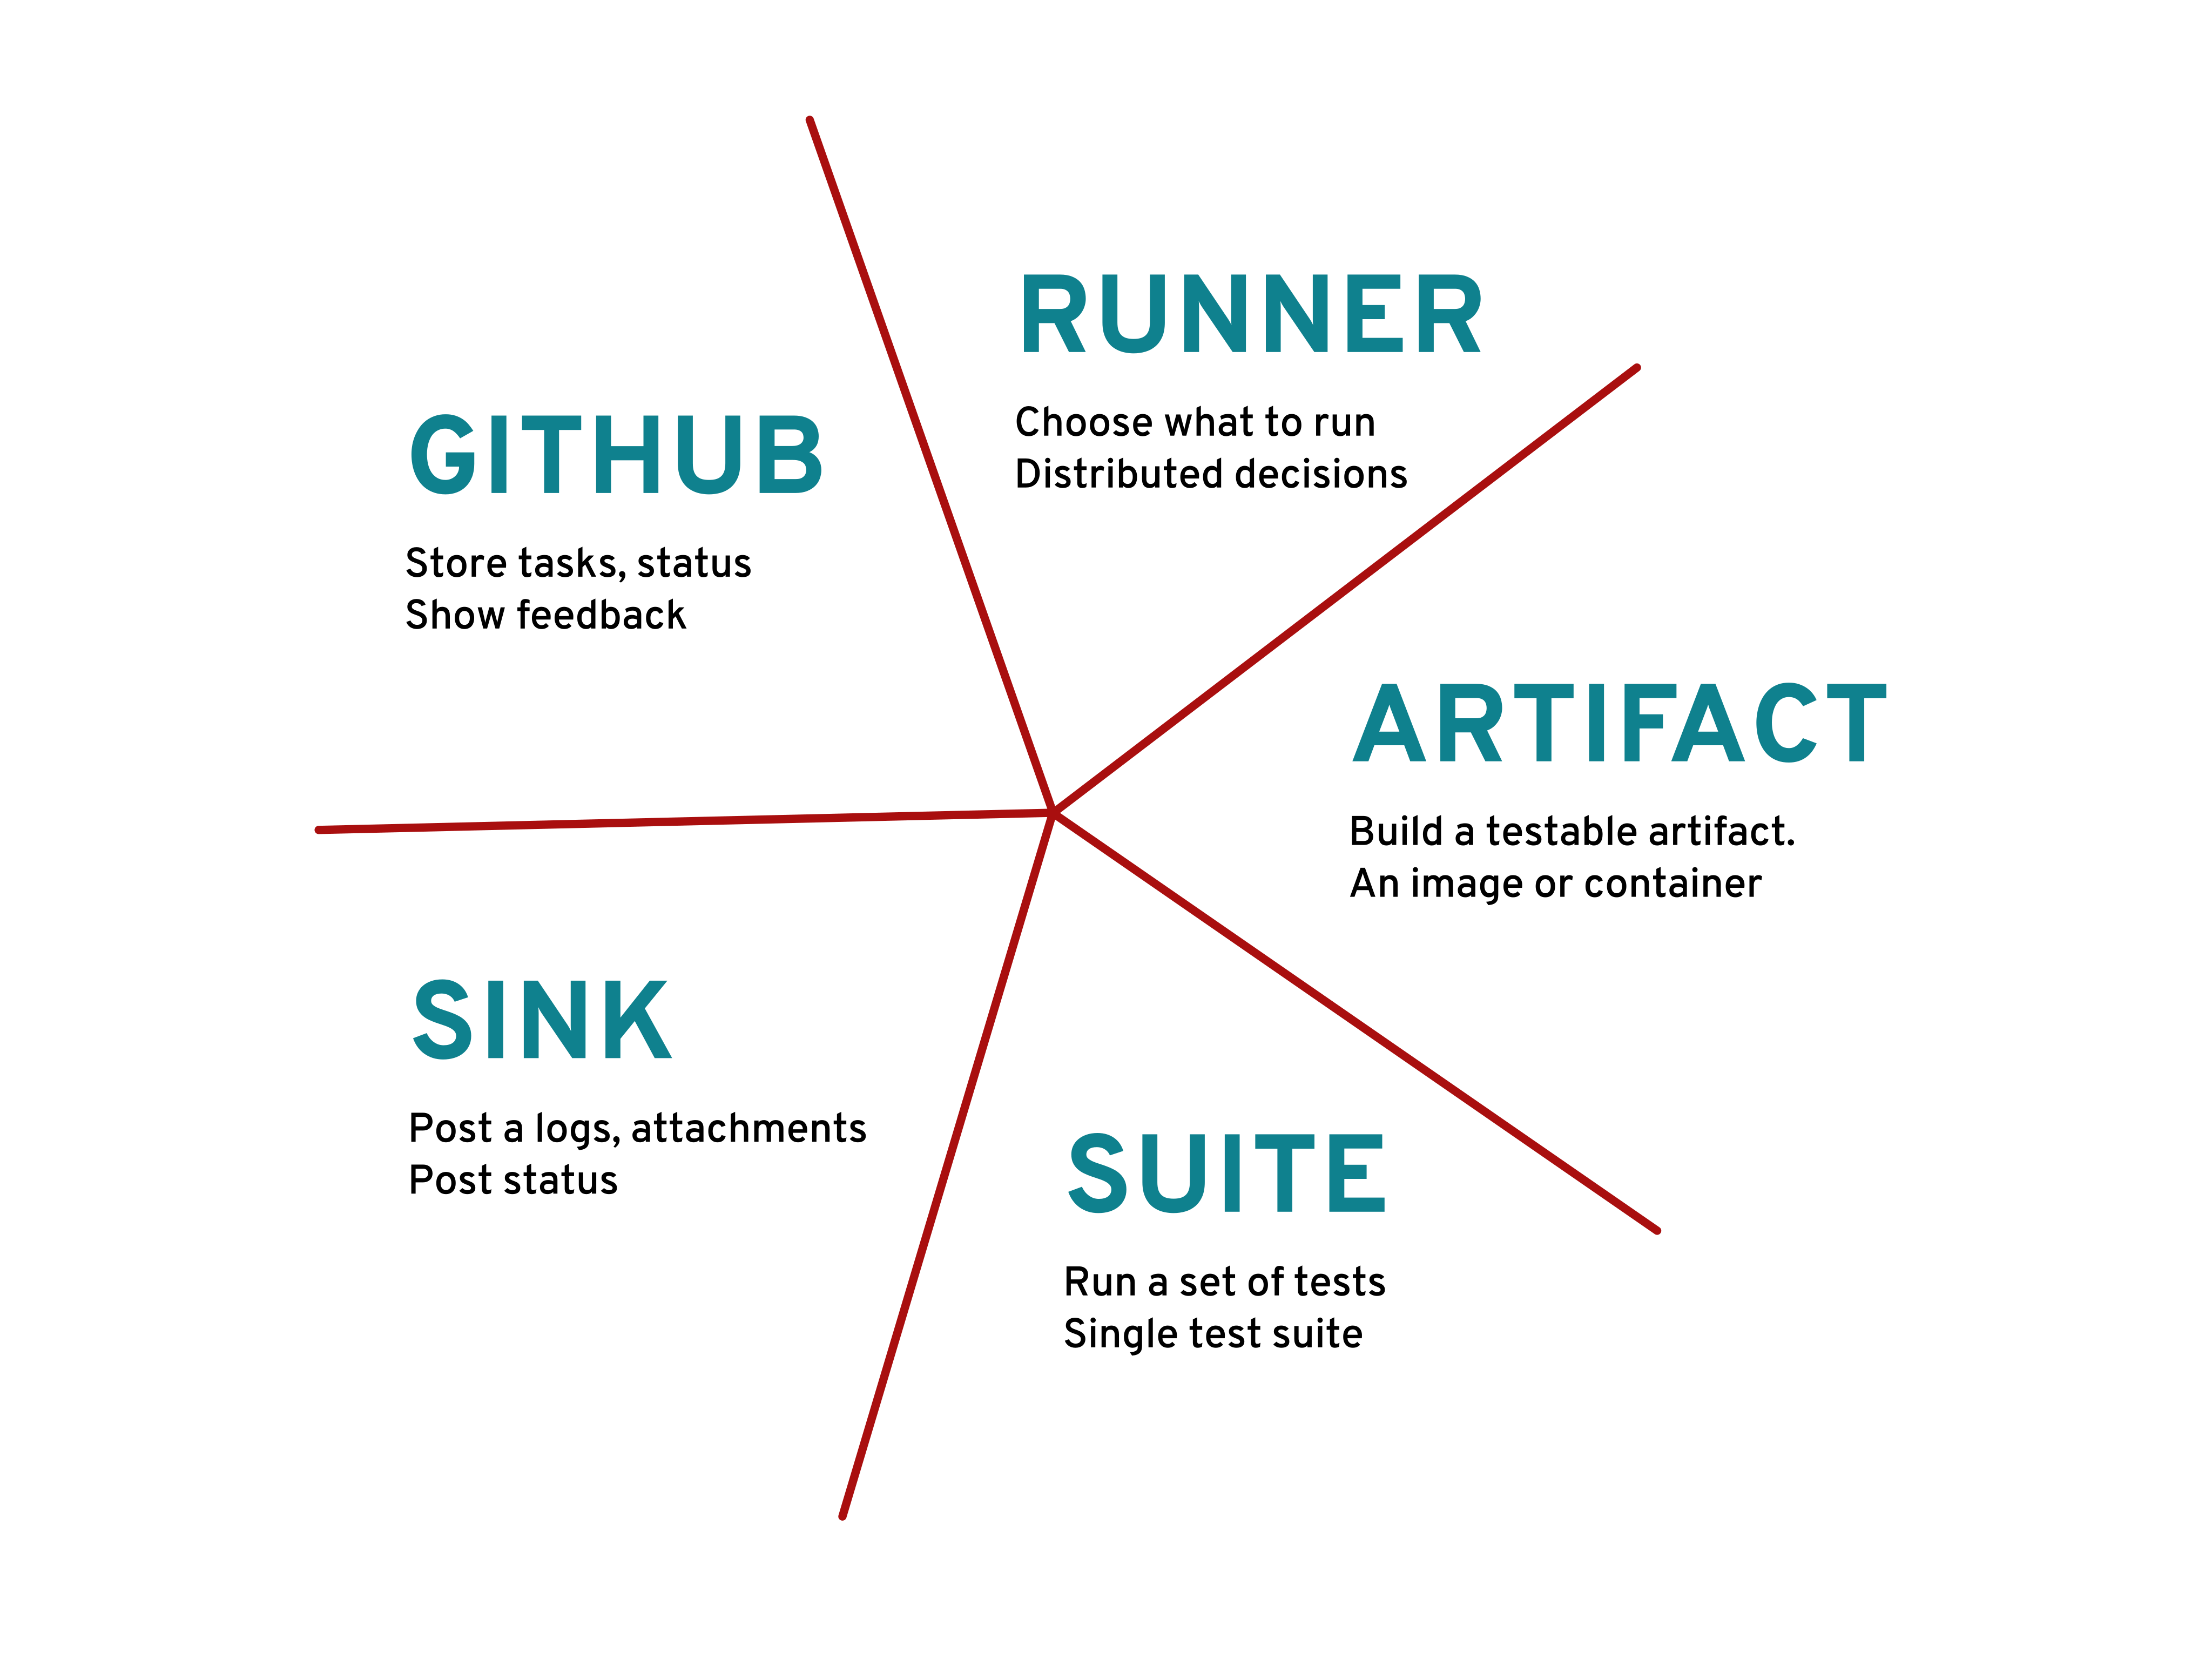 GITHUB
Store tasks, status
Show feedback
RUNNER
Choose what to run
Distributed decisions
ARTIFACT
Build a testable artifact.
An image or container
SUITE
Run a set of tests
Single test suite
SINK
Post a logs, attachments
Post status